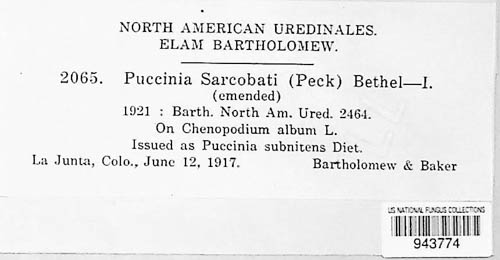 NORTH AMERICAN UREDINALES.
ELAM BARTHOLOMEW.
2065. Puccinia Sarcobati (Peck) Bethel—I.
(emended)
1921 : Barth. North Am. Ured. 2464.
On Chenopodium album L.
Issued as Puccinia subnitens Diet.
La Junta, Colo., June 12, 1917. Bartholomew & Baker
US NATIONAL FUNGUS COLLECTIONS
943774